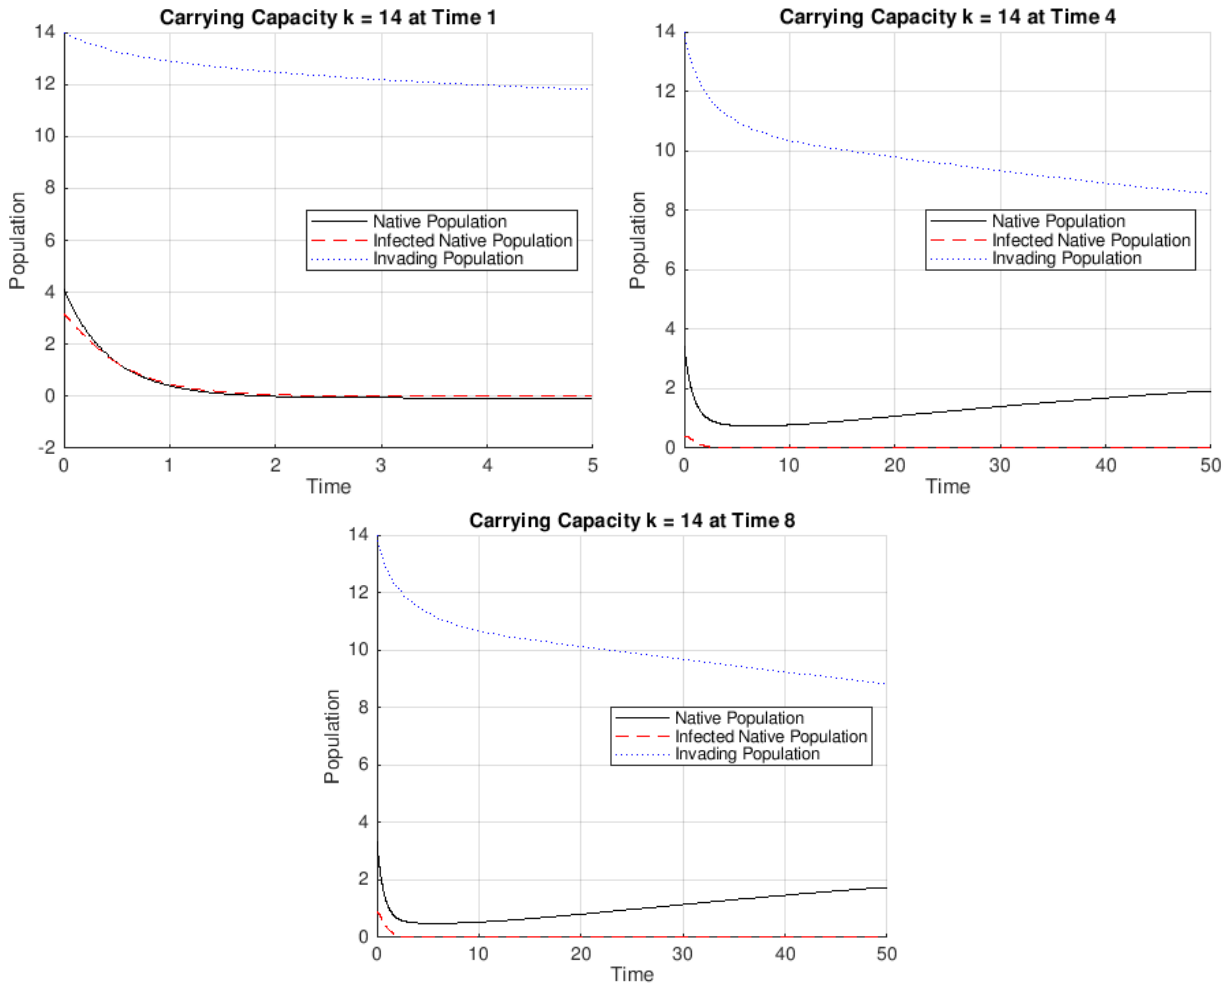 Carrying Capacity k = 14 at Time 1
14
12
10
8
6
4
2
0
-2
Population
Native Population
Infected Native Population
Invading Population
0 1 2 3 4 5
Time
Carrying Capacity k = 14 at Time 4
14
12
10
8
6
4
2
0
Population
Native Population
Infected Native Population
Invading Population
0 10 20 30 40 50
Time
Carrying Capacity k = 14 at Time 8
14
12
10
8
6
4
2
0
Population
Native Population
Infected Native Population
Invading Population
0 10 20 30 40 50
Time